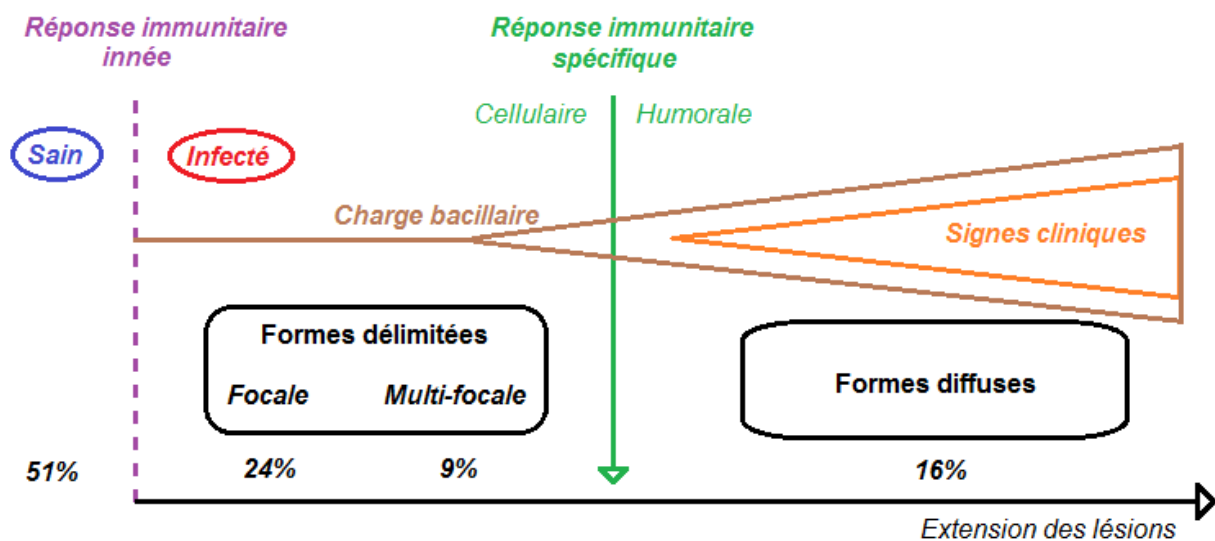 Réponse immunitaire
innée
Réponse immunitaire
spécifique
Cellulaire
Humorale
Sain
Infecté
Charge bacillaire
Signes cliniques
Formes délimitées
Focale
Multi-focale
Formes diffuses
51%
24%
9%
16%
Extension des lésions